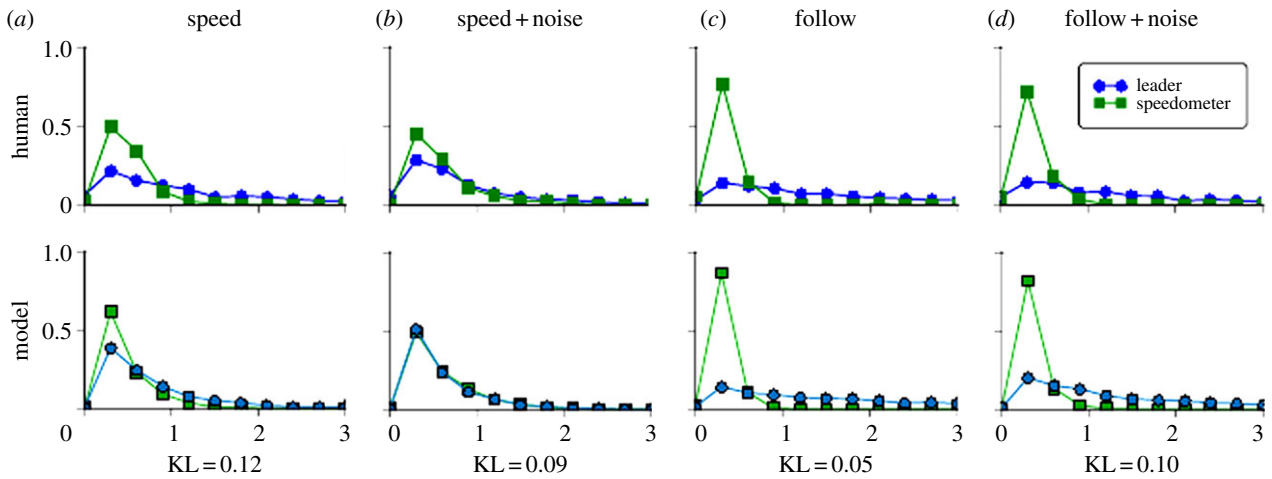 (a) speed (b) speed + noise (c) follow (d) follow + noise
1.0
leader
speedometer
human
0.5
0
1.0
model
0.5
0 1 2 3 0 1 2 3 0 1 2 3 0 1 2 3
KL = 0.12 KL = 0.09 KL = 0.05 KL = 0.10